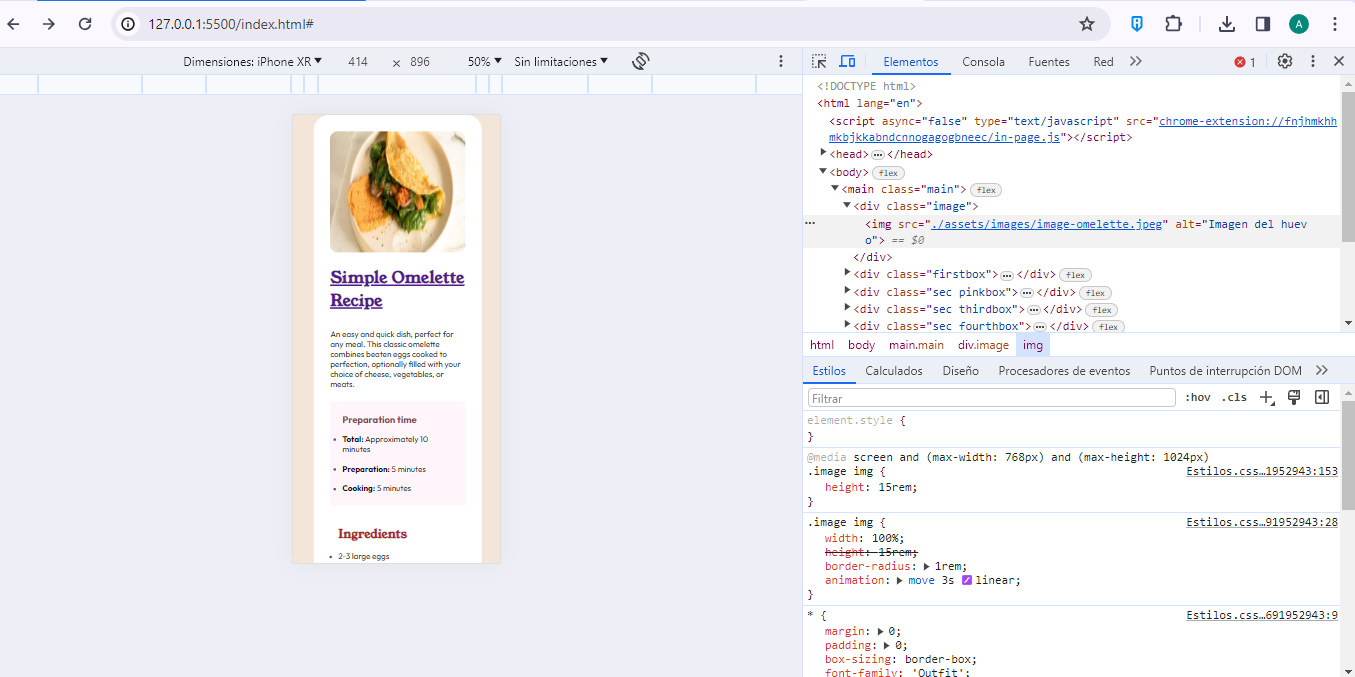 127.0.0.1:5500/index.html#
A
Dimensiones: iPhone XR 414 × 896 50% Sin limitaciones
Elementos Consola Fuentes Red 1
<!DOCTYPE html>
<html lang="en">
<script async="false" type="text/javascript" src="chrome-extension://fnjhmkhh
mkbjkkabndcnnogagogbneec/in-page.js"></script>
<head> ••• </head>
<body> flex
<main class="main"> flex
<div class="image">
••• <img src="./assets/images/image-omelette.jpeg" alt="Imagen del huev
o"> == $0
</div>
<div class="firstbox"> ••• </div> flex
<div class="sec pinkbox"> ••• </div> flex
<div class="sec thirdbox"> ••• </div> flex
<div class="sec fourthbox"> ••• </div> flex
html body main.main div.image img
Estilos Calculados Diseño Procesadores de eventos Puntos de interrupción DOM
Filtrar :hov .cls
element.style {
}
@media screen and (max-width: 768px) and (max-height: 1024px)
.image img { Estilos.css…1952943:153
height: 15rem;
}
.image img { Estilos.css…91952943:28
width: 100%;
height: 15rem;
border-radius: 1rem;
animation: move 3s linear;
}
* { Estilos.css…691952943:9
margin: 0;
padding: 0;
box-sizing: border-box;
font-family: 'Outfit';
Simple Omelette
Recipe
An easy and quick dish, perfect for
any meal. This classic omelette
combines beaten eggs cooked to
perfection, optionally filled with your
choice of cheese, vegetables, or
meats.
Preparation time
• Total: Approximately 10
minutes
• Preparation: 5 minutes
• Cooking: 5 minutes
Ingredients
• 2-3 large eggs